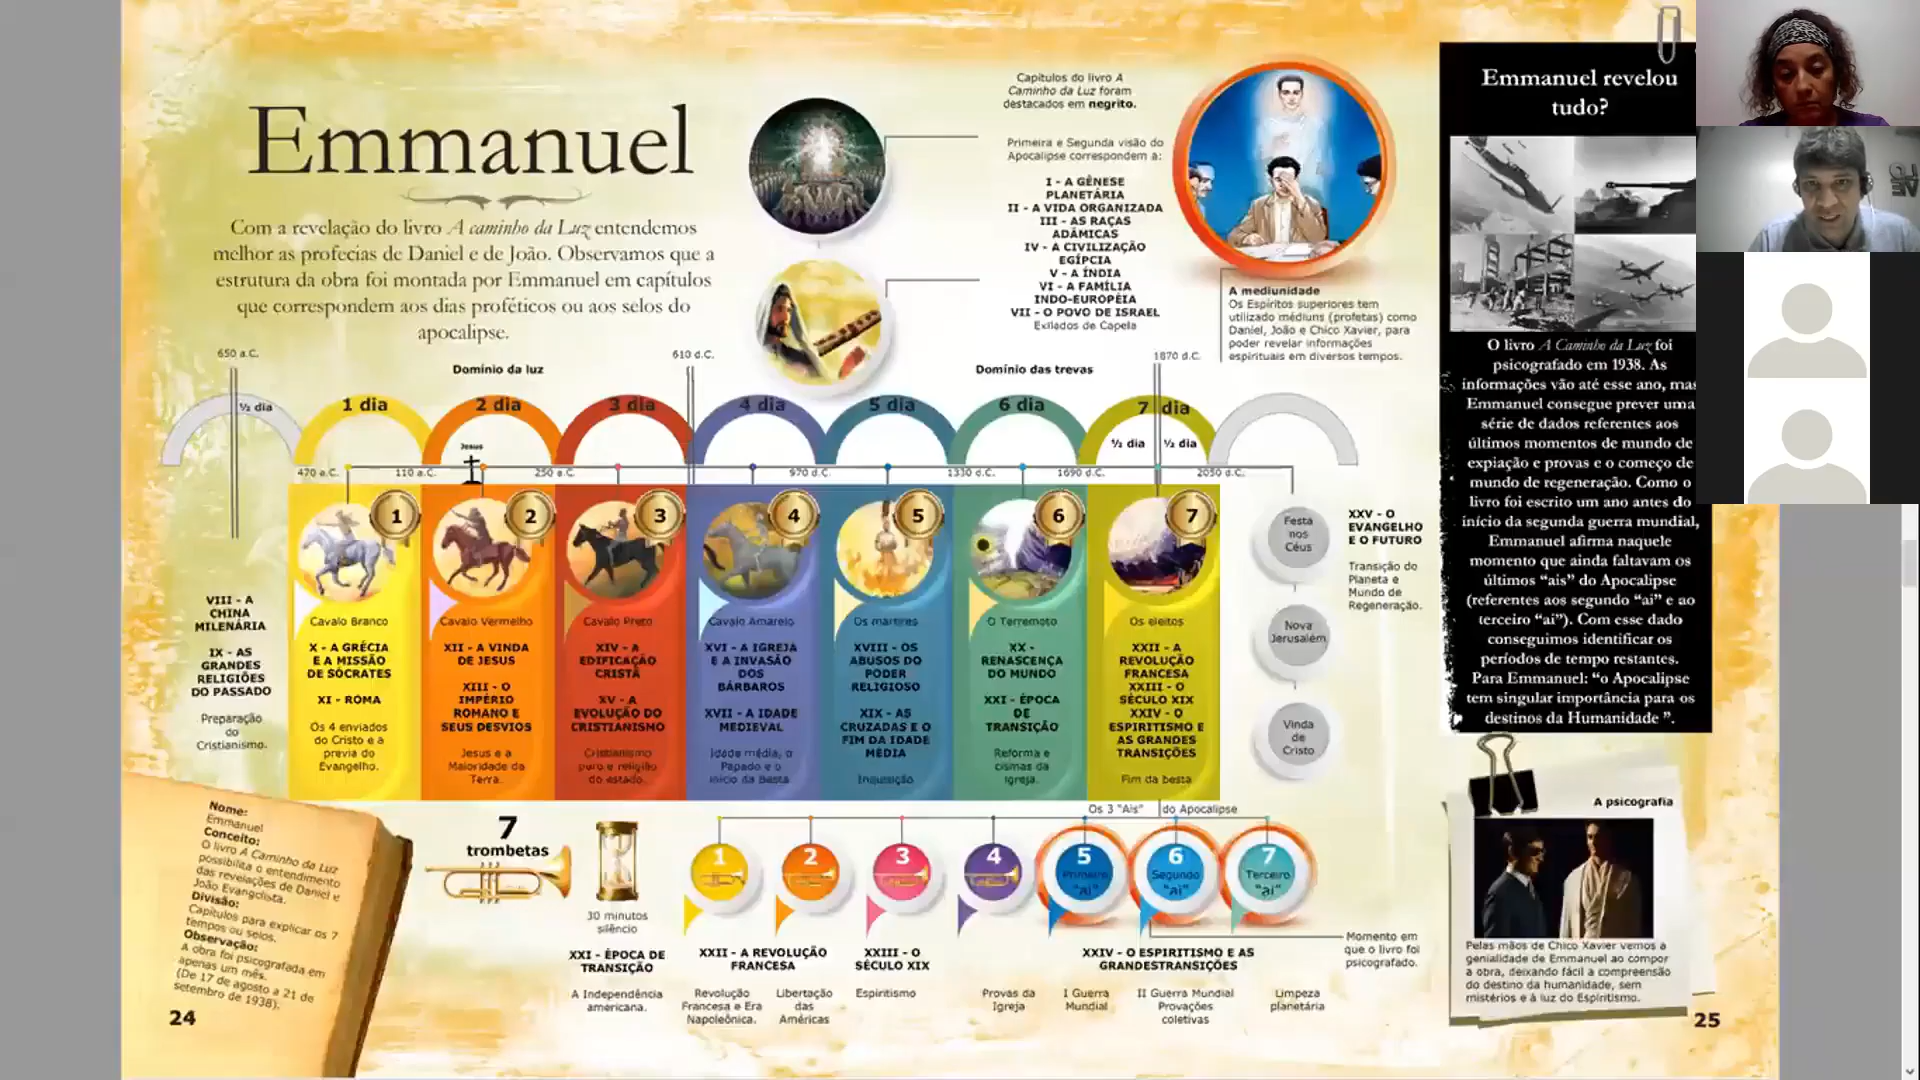 Emmanuel
Com a revelação do livro A caminho da Luz entendemos
melhor as profecias de Daniel e de João. Observamos que a
estrutura da obra foi montada por Emmanuel em capítulos
que correspondem aos dias proféticos ou aos selos do
apocalipse.
Capítulos do livro A
Caminho da Luz foram
destacados em negrito.
Primeira e Segunda visão do
Apocalipse correspondem a:
I - A GÊNESE
PLANETÁRIA
II - A VIDA ORGANIZADA
III - AS RAÇAS
ADÂMICAS
IV - A CIVILIZAÇÃO
EGÍPCIA
V - A ÍNDIA
VI - A FAMÍLIA
INDO-EUROPÉIA
VII - O POVO DE ISRAEL
Exilados de Capela
A mediunidade
Os Espíritos superiores tem
utilizado médiuns (profetas) como
Daniel, João e Chico Xavier, para
poder revelar informações
espirituais em diversos tempos.
650 a.C.
Domínio da luz
610 d.C.
Domínio das trevas
1870 d.C.
½ dia
1 dia
2 dia
3 dia
4 dia
5 dia
6 dia
7 dia
½ dia
½ dia
Jesus
470 a.C.
110 a.C.
250 a.C.
970 d.C.
1330 d.C.
1690 d.C.
2050 d.C.
VIII - A
CHINA
MILENÁRIA
IX - AS
GRANDES
RELIGIÕES
DO PASSADO
Preparação
do
Cristianismo.
1
Cavalo Branco
X - A GRÉCIA
E A MISSÃO
DE SÓCRATES
XI - ROMA
Os 4 enviados
do Cristo e a
previa do
Evangelho.
2
Cavalo Vermelho
XII - A VINDA
DE JESUS
XIII - O
IMPÉRIO
ROMANO E
SEUS DESVIOS
Jesus e a
Maioridade da
Terra.
3
Cavalo Preto
XIV - A
EDIFICAÇÃO
CRISTÃ
XV - A
EVOLUÇÃO DO
CRISTIANISMO
Cristianismo
puro e religião
do estado.
4
Cavalo Amarelo
XVI - A IGREJA
E A INVASÃO
DOS
BÁRBAROS
XVII - A IDADE
MEDIEVAL
Idade média, o
Papado e o
início da Besta
5
Os martires
XVIII - OS
ABUSOS DO
PODER
RELIGIOSO
XIX - AS
CRUZADAS E O
FIM DA IDADE
MÉDIA
Inquisição
6
O Terremoto
XX -
RENASCENÇA
DO MUNDO
XXI - ÉPOCA
DE
TRANSIÇÃO
Reforma e
cismas da
Igreja.
7
Os eleitos
XXII - A
REVOLUÇÃO
FRANCESA
XXIII - O
SÉCULO XIX
XXIV - O
ESPIRITISMO E
AS GRANDES
TRANSIÇÕES
Fim da besta
Festa
nos
Céus
Nova
Jerusalém
Vinda
de
Cristo
XXV - O
EVANGELHO
E O FUTURO
Transição do
Planeta e
Mundo de
Regeneração.
Nome:
Emmanuel
Conceito:
O livro A Caminho da Luz
possibilita o entendimento
das revelações de Daniel e
João Evangelista.
Divisão:
Capítulos para explicar os 7
tempos ou selos.
Observação:
A obra foi psicografada em
apenas um mês.
(De 17 de agosto a 21 de
setembro de 1938).
24
7
trombetas
30 minutos
silêncio
XXI - ÉPOCA DE
TRANSIÇÃO
A Independência
americana.
Os 3 "Ais" do Apocalipse
1
2
3
4
5
Primeiro
"ai"
6
Segundo
"ai"
7
Terceiro
"ai"
XXII - A REVOLUÇÃO
FRANCESA
Revolução
Francesa e Era
Napoleônica.
Libertação
das
Américas
XXIII - O
SÉCULO XIX
Espiritismo
XXIV - O ESPIRITISMO E AS
GRANDESTRANSIÇÕES
Provas da
Igreja
I Guerra
Mundial
II Guerra Mundial
Provações
coletivas
Limpeza
planetária
Momento em
que o livro foi
psicografado.
Emmanuel revelou
tudo?
O livro A Caminho da Luz foi
psicografado em 1938. As
informações vão até esse ano, mas
Emmanuel consegue prever uma
série de dados referentes aos
últimos momentos de mundo de
expiação e provas e o começo de
mundo de regeneração. Como o
livro foi escrito um ano antes do
início da segunda guerra mundial,
Emmanuel afirma naquele
momento que ainda faltavam os
últimos “ais” do Apocalipse
(referentes aos segundo “ai” e ao
terceiro “ai”). Com esse dado
conseguimos identificar os
períodos de tempo restantes.
Para Emmanuel: “o Apocalipse
tem singular importância para os
destinos da Humanidade ”.
A psicografia
Pelas mãos de Chico Xavier vemos a
genialidade de Emmanuel ao compor
a obra, deixando fácil a compreensão
do destino da humanidade, sem
mistérios e à luz do Espiritismo.
25